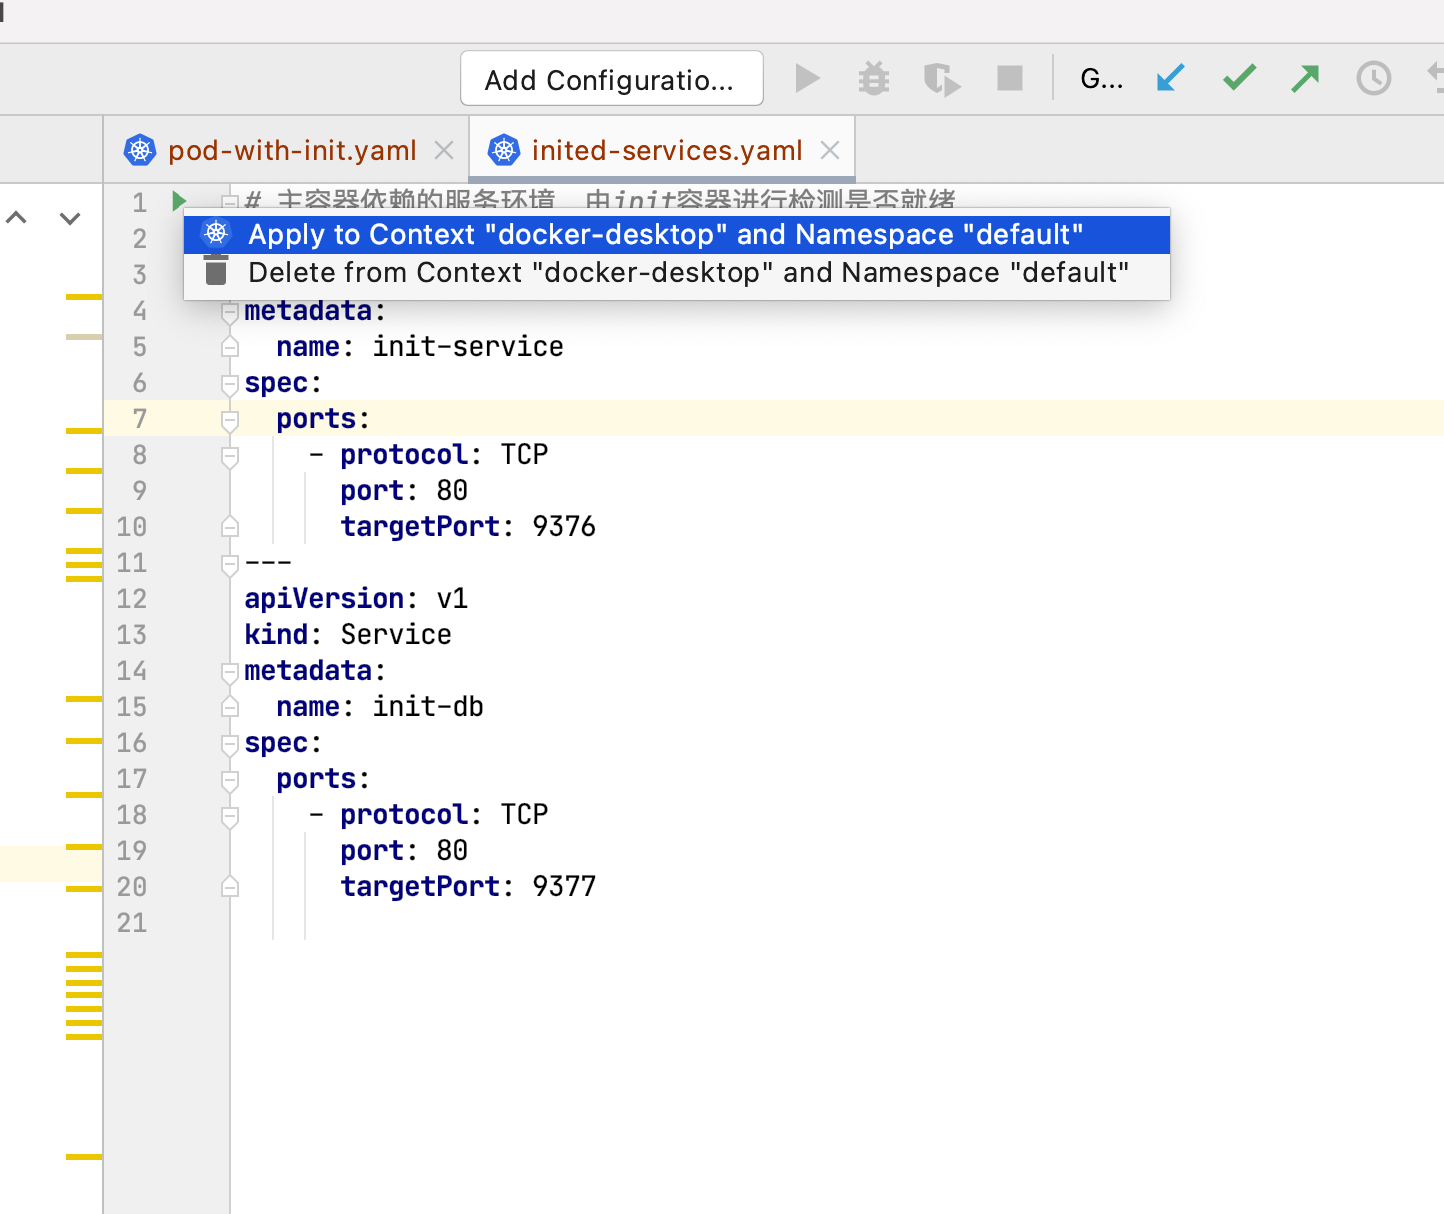 Add Configuratio...
G...
pod-with-init.yaml
inited-services.yaml
1 # 主容器依赖的服务环境，由init容器进行检测是否就绪
2 Apply to Context "docker-desktop" and Namespace "default"
3 Delete from Context "docker-desktop" and Namespace "default"
4 metadata:
5 name: init-service
6 spec:
7 ports:
8 - protocol: TCP
9 port: 80
10 targetPort: 9376
11 ---
12 apiVersion: v1
13 kind: Service
14 metadata:
15 name: init-db
16 spec:
17 ports:
18 - protocol: TCP
19 port: 80
20 targetPort: 9377
21